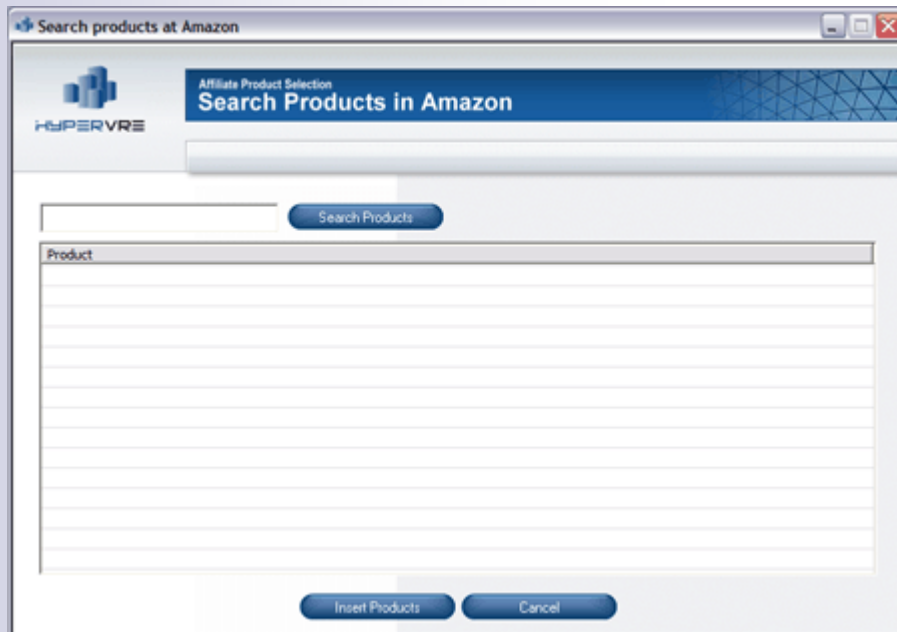 Search products at Amazon
Affiliate Product Selection
Search Products in Amazon
HYPERVRE
Search Products
Product
Insert Products
Cancel